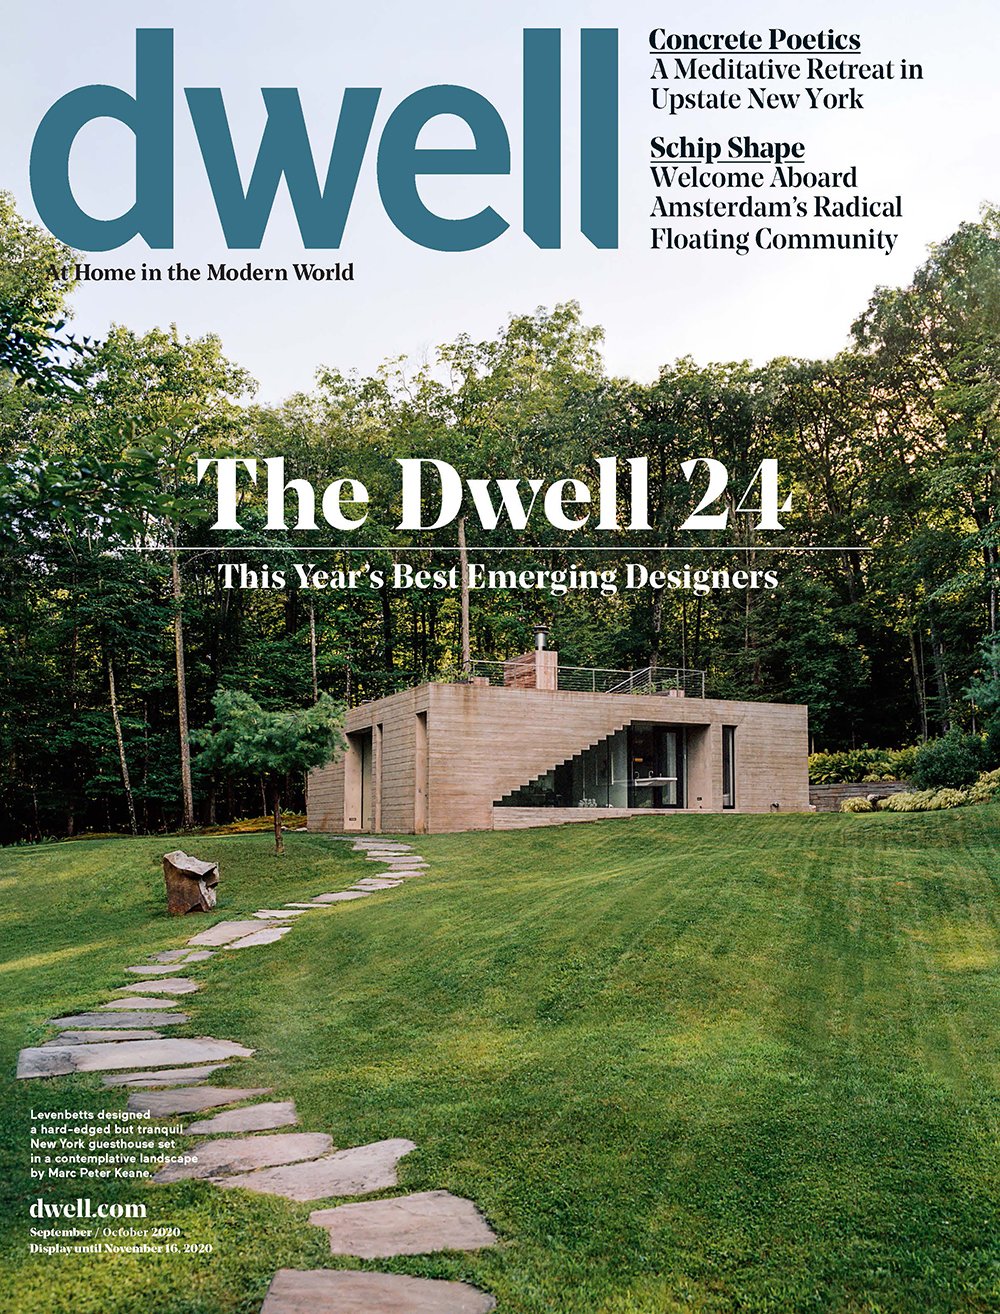 dwell
At Home in the Modern World
Concrete Poetics
A Meditative Retreat in
Upstate New York
Schip Shape
Welcome Aboard
Amsterdam's Radical
Floating Community
The Dwell 24
This Year's Best Emerging Designers
Levenbetts designed
a hard-edged but tranquil
New York guesthouse set
in a contemplative landscape
by Marc Peter Keane.
dwell.com
September / October 2020
Display until November 16, 2020